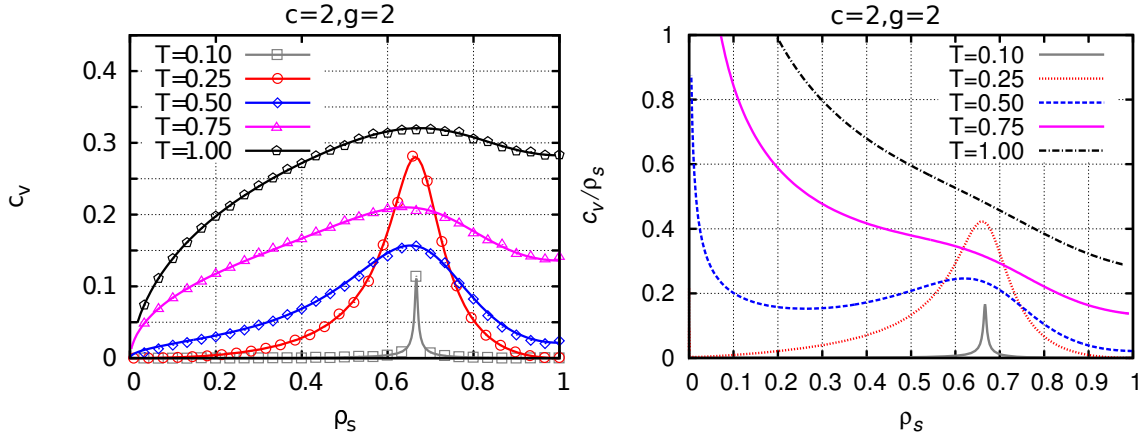 c=2,g=2
T=0.10
T=0.25
T=0.50
T=0.75
T=1.00
0.4
0.3
0.2
0.1
0
0 0.2 0.4 0.6 0.8 1
c_v
ρ_s
c=2,g=2
T=0.10
T=0.25
T=0.50
T=0.75
T=1.00
1
0.8
0.6
0.4
0.2
0
0 0.1 0.2 0.3 0.4 0.5 0.6 0.7 0.8 0.9 1
c_v/ρ_s
ρ_s